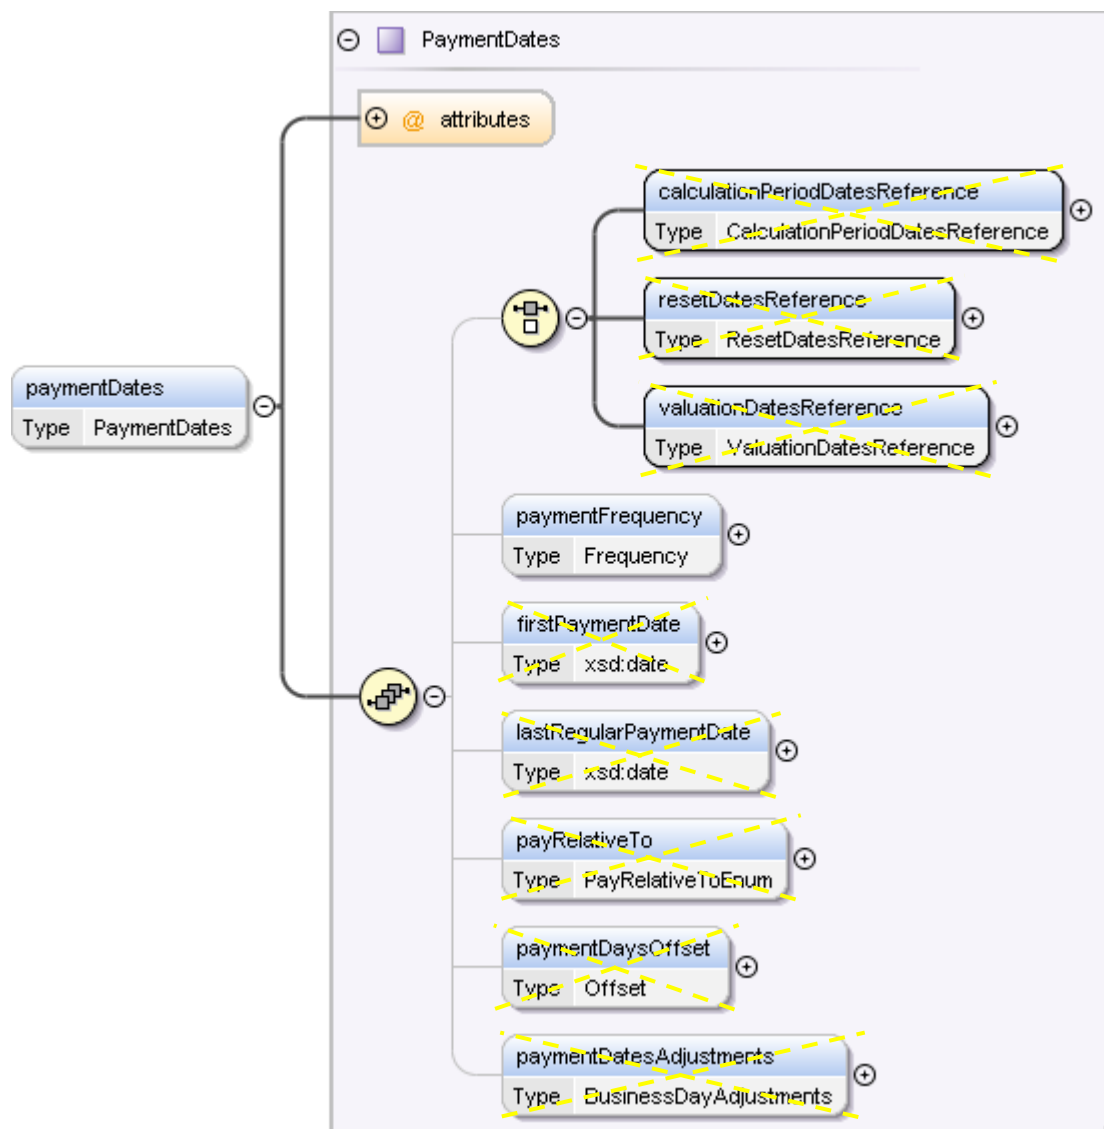 PaymentDates
@ attributes
calculationPeriodDatesReference
Type CalculationPeriodDatesReference
resetDatesReference
Type ResetDatesReference
paymentDates
Type PaymentDates
valuationDatesReference
Type ValuationDatesReference
paymentFrequency
Type Frequency
firstPaymentDate
Type xsd:date
lastRegularPaymentDate
Type xsd:date
payRelativeTo
Type PayRelativeToEnum
paymentDaysOffset
Type Offset
paymentDatesAdjustments
Type BusinessDayAdjustments